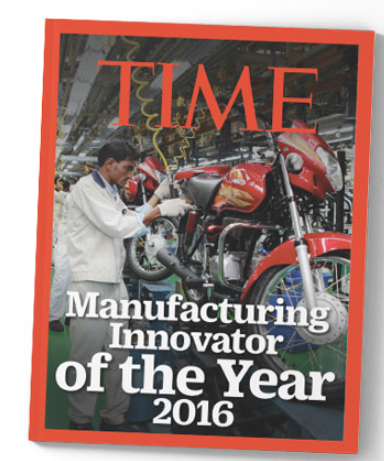 TIME
Manufacturing
Innovator
of the Year
2016